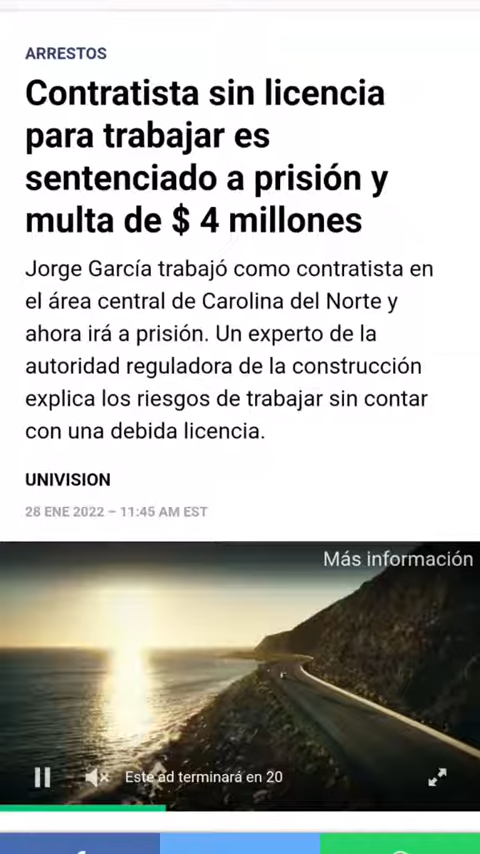 ARRESTOS
Contratista sin licencia
para trabajar es
sentenciado a prisión y
multa de $ 4 millones
Jorge García trabajó como contratista en
el área central de Carolina del Norte y
ahora irá a prisión. Un experto de la
autoridad reguladora de la construcción
explica los riesgos de trabajar sin contar
con una debida licencia.
UNIVISION
28 ENE 2022 – 11:45 AM EST
Más información
Este ad terminará en 20